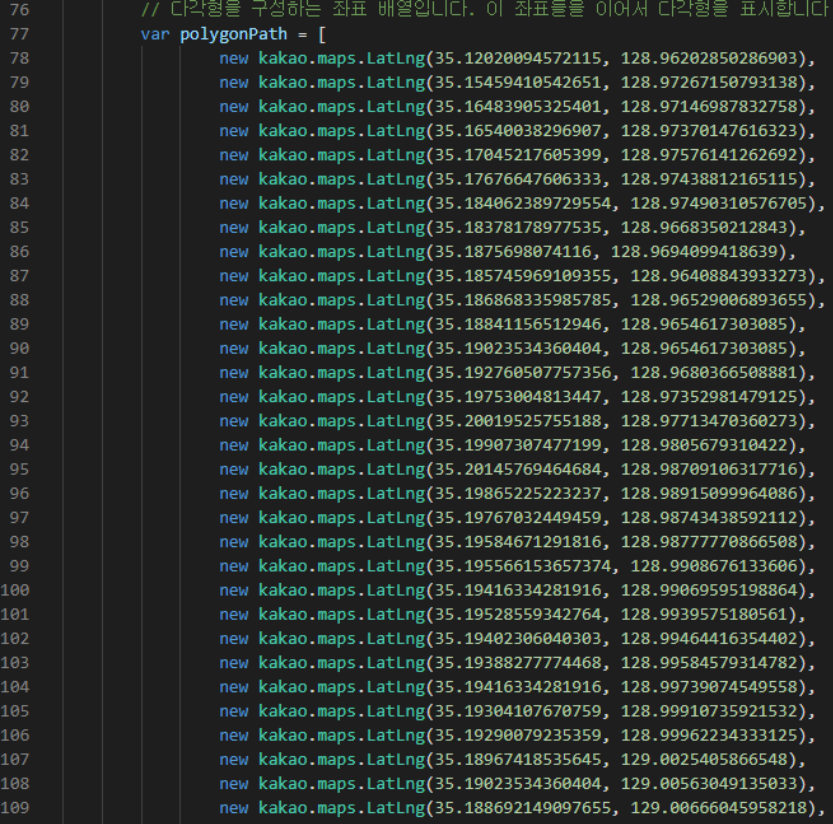 76 // 다각형을 구성하는 좌표 배열입니다. 이 좌표들을 이어서 다각형을 표시합니다
77 var polygonPath = [
78 new kakao.maps.LatLng(35.12020094572115, 128.96202850286903),
79 new kakao.maps.LatLng(35.15459410542651, 128.97267150793138),
80 new kakao.maps.LatLng(35.16483905325401, 128.97146987832758),
81 new kakao.maps.LatLng(35.16540038296907, 128.97370147616323),
82 new kakao.maps.LatLng(35.17045217605399, 128.97576141262692),
83 new kakao.maps.LatLng(35.17676647606333, 128.97438812165115),
84 new kakao.maps.LatLng(35.184062389729554, 128.97490310576705),
85 new kakao.maps.LatLng(35.18378178977535, 128.9668350212843),
86 new kakao.maps.LatLng(35.1875698074116, 128.9694099418639),
87 new kakao.maps.LatLng(35.185745969109355, 128.96408843933273),
88 new kakao.maps.LatLng(35.186868335985785, 128.96529006893655),
89 new kakao.maps.LatLng(35.18841156512946, 128.9654617303085),
90 new kakao.maps.LatLng(35.19023534360404, 128.9654617303085),
91 new kakao.maps.LatLng(35.192760507757356, 128.9680366508881),
92 new kakao.maps.LatLng(35.19753004813447, 128.97352981479125),
93 new kakao.maps.LatLng(35.20019525755188, 128.97713470360273),
94 new kakao.maps.LatLng(35.19907307477199, 128.9805679310422),
95 new kakao.maps.LatLng(35.20145769464684, 128.98709106317716),
96 new kakao.maps.LatLng(35.19865225223237, 128.98915099964086),
97 new kakao.maps.LatLng(35.19767032449459, 128.98743438592112),
98 new kakao.maps.LatLng(35.19584671291816, 128.98777770866508),
99 new kakao.maps.LatLng(35.195566153657374, 128.9908676133606),
100 new kakao.maps.LatLng(35.19416334281916, 128.99069595198864),
101 new kakao.maps.LatLng(35.19528559342764, 128.9939575180561),
102 new kakao.maps.LatLng(35.19402306040303, 128.99464416354402),
103 new kakao.maps.LatLng(35.19388277774468, 128.99584579314782),
104 new kakao.maps.LatLng(35.19416334281916, 128.99739074549558),
105 new kakao.maps.LatLng(35.19304107670759, 128.99910735921532),
106 new kakao.maps.LatLng(35.19290079235359, 128.99962234333125),
107 new kakao.maps.LatLng(35.18967418535645, 129.0025405866548),
108 new kakao.maps.LatLng(35.19023534360404, 129.00563049135033),
109 new kakao.maps.LatLng(35.188692149097655, 129.00666045958218),